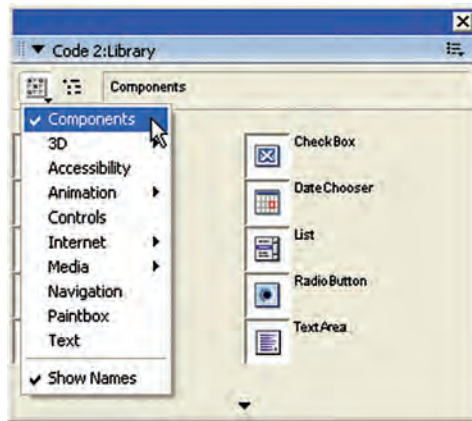 Code 2:Library
Components
Components
3D
Accessibility
Animation
Controls
Internet
Media
Navigation
Paintbox
Text
Show Names
CheckBox
DateChooser
List
RadioButton
TextArea